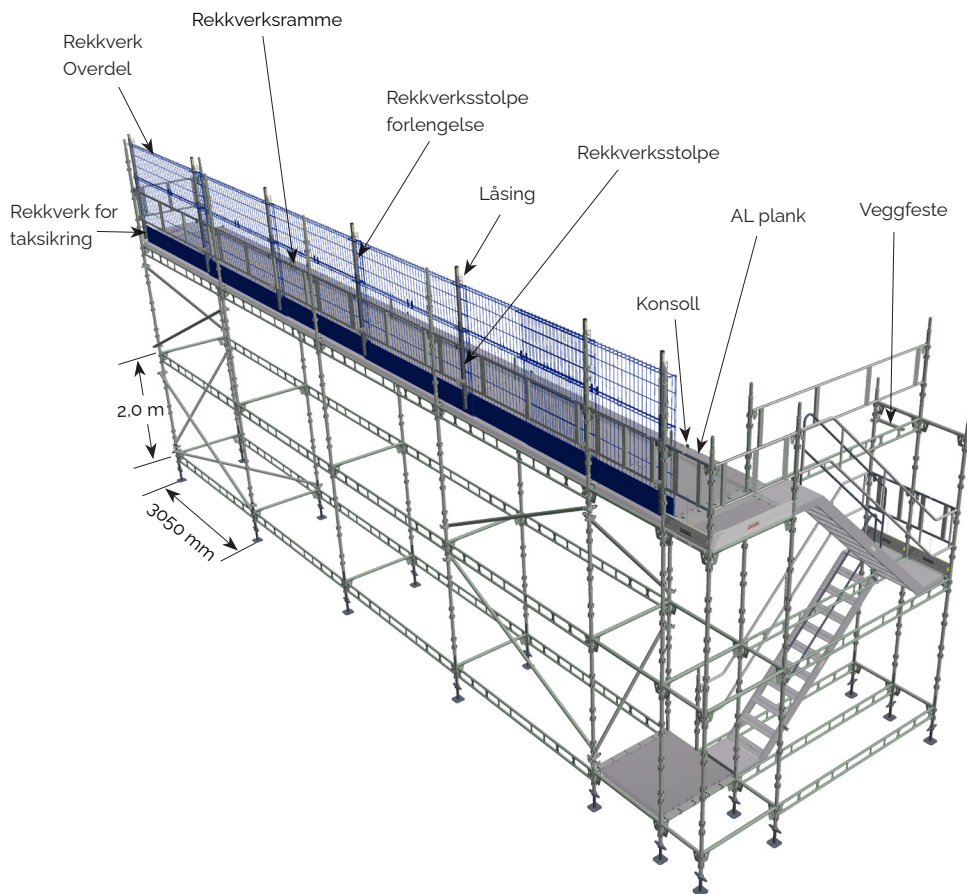 Rekkverksramme
Rekkverk
Overdel
Rekkverksstolpe
forlengelse
Rekkverksstolpe
Låsing
AL plank
Veggfeste
Rekkverk for
taksikring
Konsoll
2,0 m
3050 mm